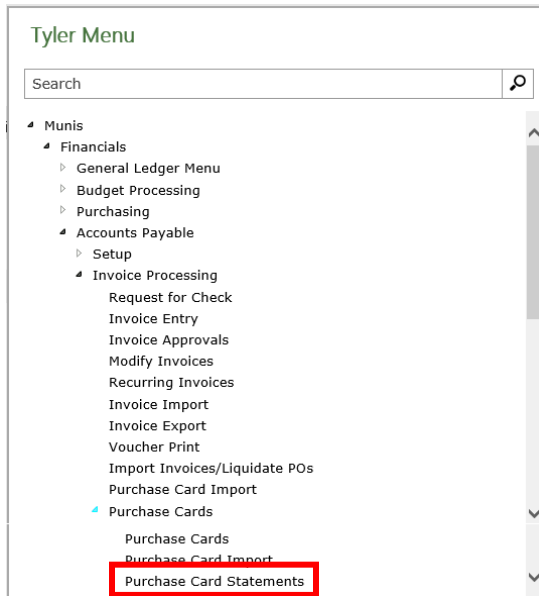 Tyler Menu
Search
Munis
Financials
General Ledger Menu
Budget Processing
Purchasing
Accounts Payable
Setup
Invoice Processing
Request for Check
Invoice Entry
Invoice Approvals
Modify Invoices
Recurring Invoices
Invoice Import
Invoice Export
Voucher Print
Import Invoices/Liquidate POs
Purchase Card Import
Purchase Cards
Purchase Cards
Purchase Card Import
Purchase Card Statements